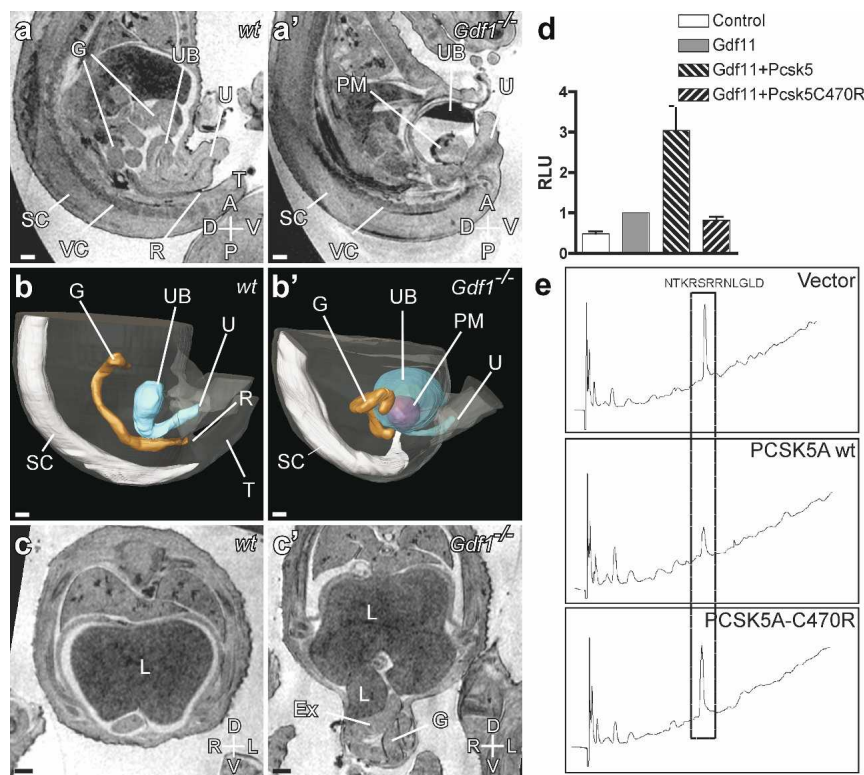 a
wt
G
UB
U
SC
VC
R
T
A
D
V
P
a'
Gdf1-/-
UB
PM
U
SC
VC
A
D
V
P
b
wt
G
UB
U
R
SC
T
b'
Gdf1-/-
UB
PM
G
U
SC
c
wt
L
D
R
L
V
c'
Gdf1-/-
L
L
Ex
G
D
R
L
V
d
Control
Gdf11
Gdf11+Pcsk5
Gdf11+Pcsk5C470R
RLU
4
3
2
1
0
e
NTKRSRRNLGLD
Vector
PCSK5A wt
PCSK5A-C470R